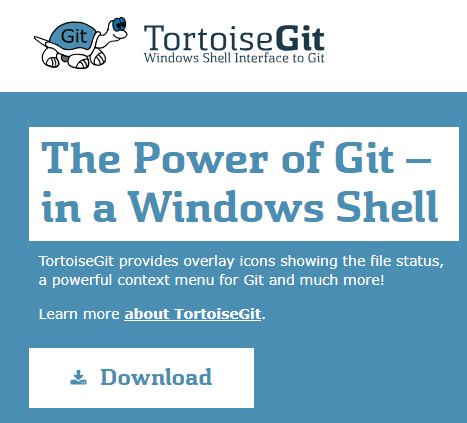 Git
TortoiseGit
Windows Shell Interface to Git
The Power of Git –
in a Windows Shell
TortoiseGit provides overlay icons showing the file status,
a powerful context menu for Git and much more!
Learn more about TortoiseGit.
Download